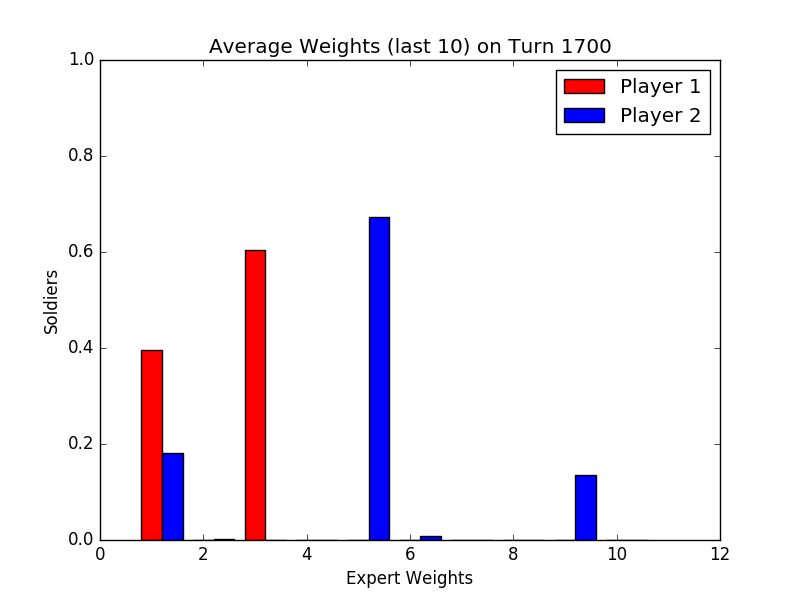 Average Weights (last 10) on Turn 1700
1.0
0.8
0.6
0.4
0.2
0.0
Soldiers
Player 1
Player 2
0 2 4 6 8 10 12
Expert Weights